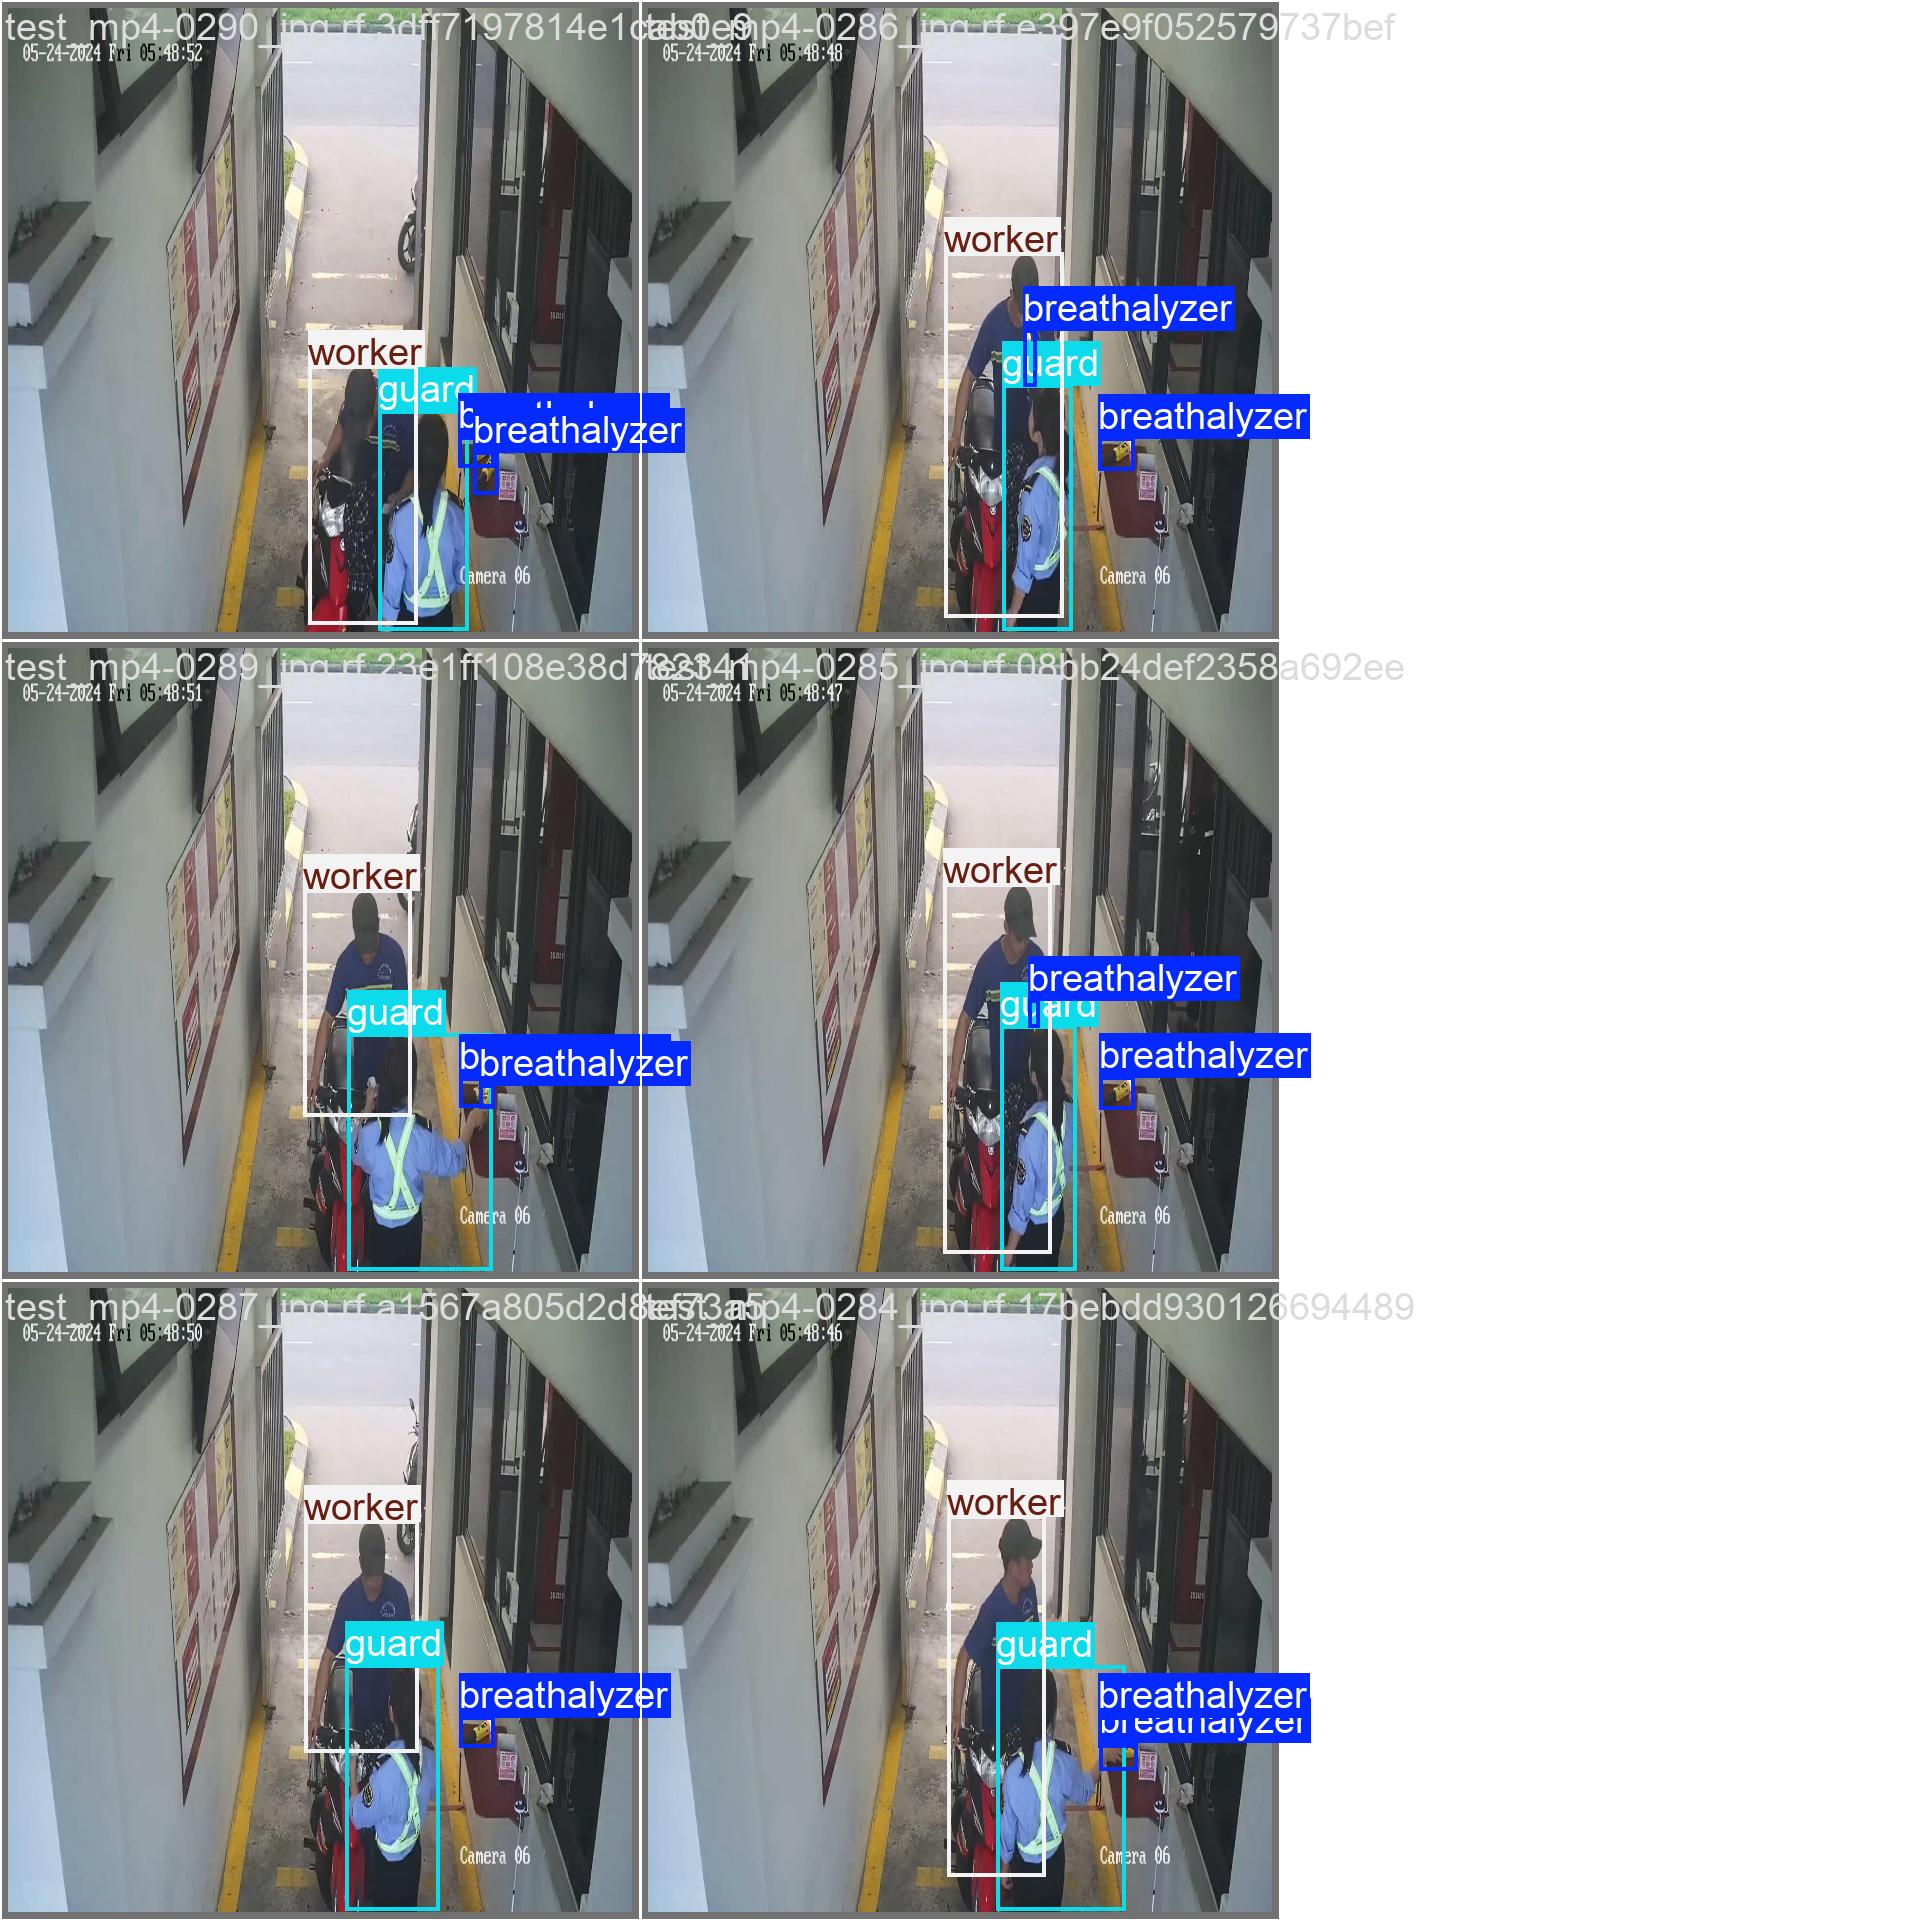 test_mp4-0290_jpg.rf.3dff7197814e1c
05-24-2024 Fri 05:48:52
worker
guard
breathalyzer
Camera 06
test_mp4-0286_jpg.rf.e397e9f052579737bef
05-24-2024 Fri 05:48:48
worker
breathalyzer
guard
breathalyzer
Camera 06
test_mp4-0289_jpg.rf.23e1ff108e38d7
05-24-2024 Fri 05:48:51
worker
guard
breathalyzer
Camera 06
test_mp4-0285_jpg.rf.08bb24def2358a692ee
05-24-2024 Fri 05:48:47
worker
breathalyzer
guard
breathalyzer
Camera 06
test_mp4-0287_jpg.rf.a1567a805d2d8
05-24-2024 Fri 05:48:50
worker
guard
breathalyzer
Camera 06
test_mp4-0284_jpg.rf.17bebdd930126694489
05-24-2024 Fri 05:48:46
worker
guard
breathalyzer
breathalyzer
Camera 06